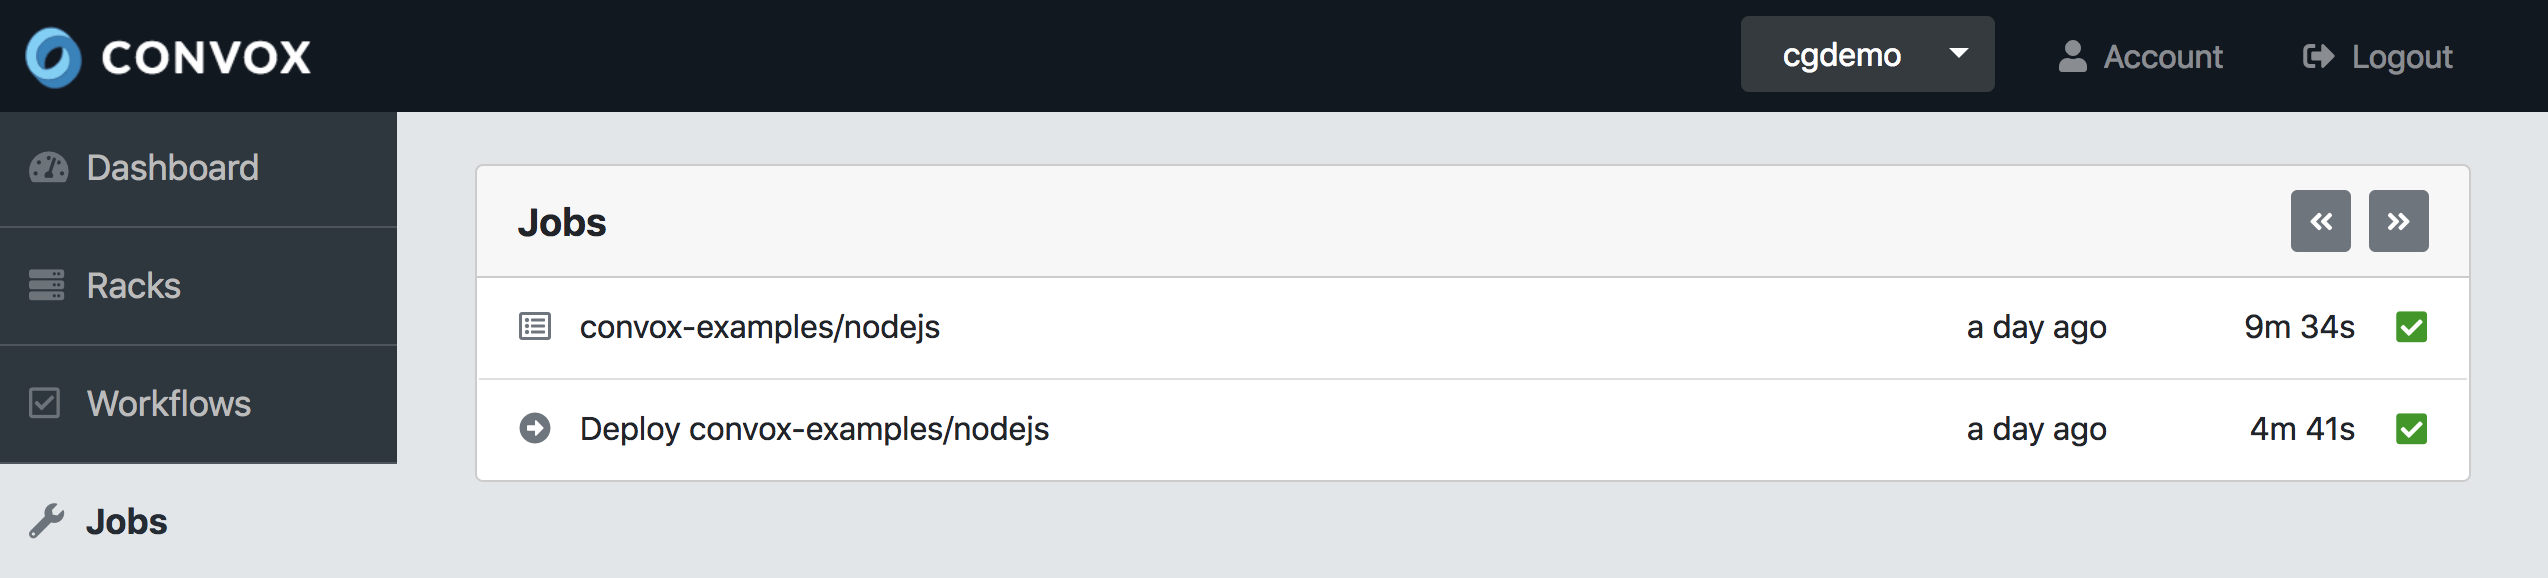 CONVOX
cgdemo
Account
Logout
Dashboard
Racks
Workflows
Jobs
Jobs
convox-examples/nodejs a day ago 9m 34s
Deploy convox-examples/nodejs a day ago 4m 41s